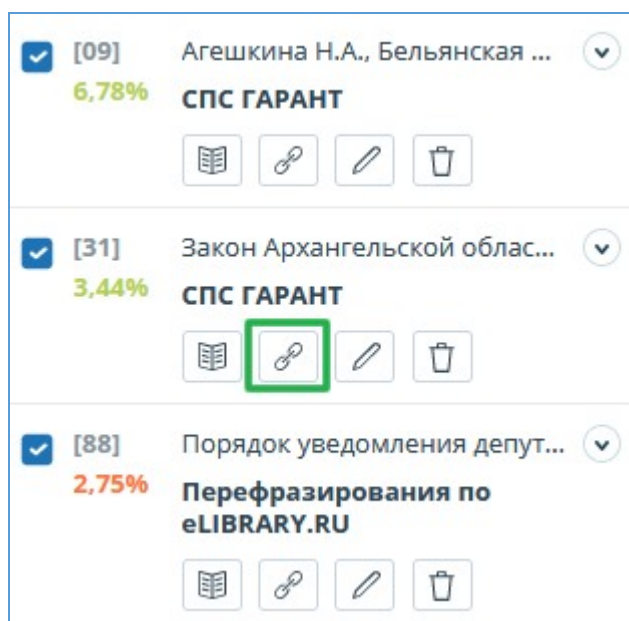 [09] Агешкина Н.А., Бельянская ...
6,78% СПС ГАРАНТ
[31] Закон Архангельской облас...
3,44% СПС ГАРАНТ
[88] Порядок уведомления депут...
2,75% Перефразирования по
eLIBRARY.RU